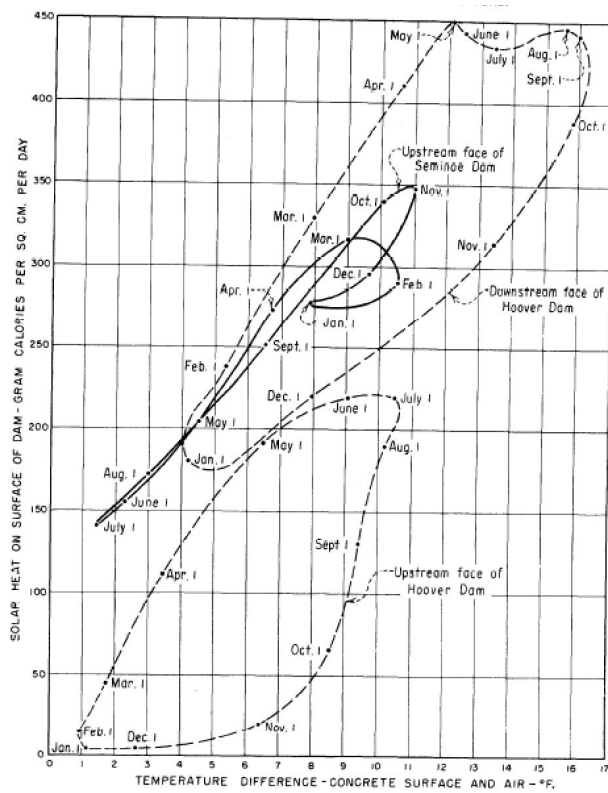 450
400
350
300
250
200
150
100
50
0
SOLAR HEAT ON SURFACE OF DAM-GRAM CALORIES PER SQ. CM. PER DAY
May 1
June 1
July 1
Aug. 1
Sept. 1
Apr. 1
Oct. 1
Upstream face of
Seminoe Dam
Oct. 1
Nov. 1
Mar. 1
Mar. 1
Nov. 1
Dec. 1
Feb. 1
Apr. 1
Jan. 1
Downstream face of
Hoover Dam
Sept. 1
Feb. 1
Dec. 1
June 1
July 1
May 1
May 1
Jan. 1
Aug. 1
Aug. 1
June 1
July 1
Sept 1
Apr. 1
Upstream face of
Hoover Dam
Oct. 1
Mar. 1
Feb. 1
Nov. 1
Jan. 1
Dec. 1
0 1 2 3 4 5 6 7 8 9 10 11 12 13 14 15 16 17
TEMPERATURE DIFFERENCE-CONCRETE SURFACE AND AIR-°F.